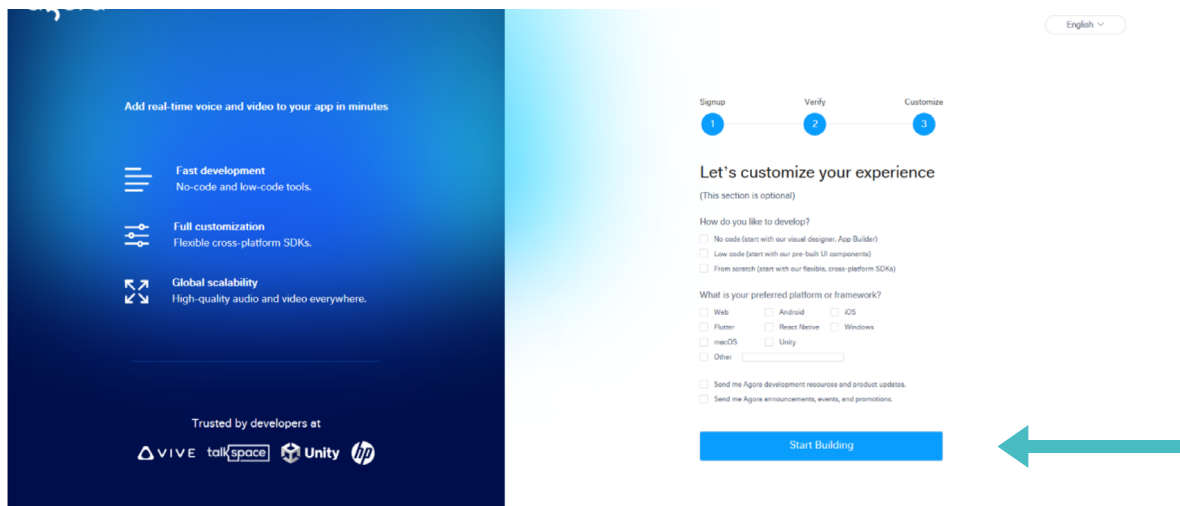 English
Add real-time voice and video to your app in minutes
Fast development
No-code and low-code tools.
Full customization
Flexible cross-platform SDKs.
Global scalability
High-quality audio and video everywhere.
Trusted by developers at
VIVE talkspace Unity hp
Signup Verify Customize
1 2 3
Let's customize your experience
(This section is optional)
How do you like to develop?
No code (start with our visual designer, App Builder)
Low code (start with our pre-built UI components)
From scratch (start with our flexible, cross-platform SDKs)
What is your preferred platform or framework?
Web Android iOS
Flutter React Native Windows
macOS Unity
Other
Send me Agora development resources and product updates.
Send me Agora announcements, events, and promotions.
Start Building